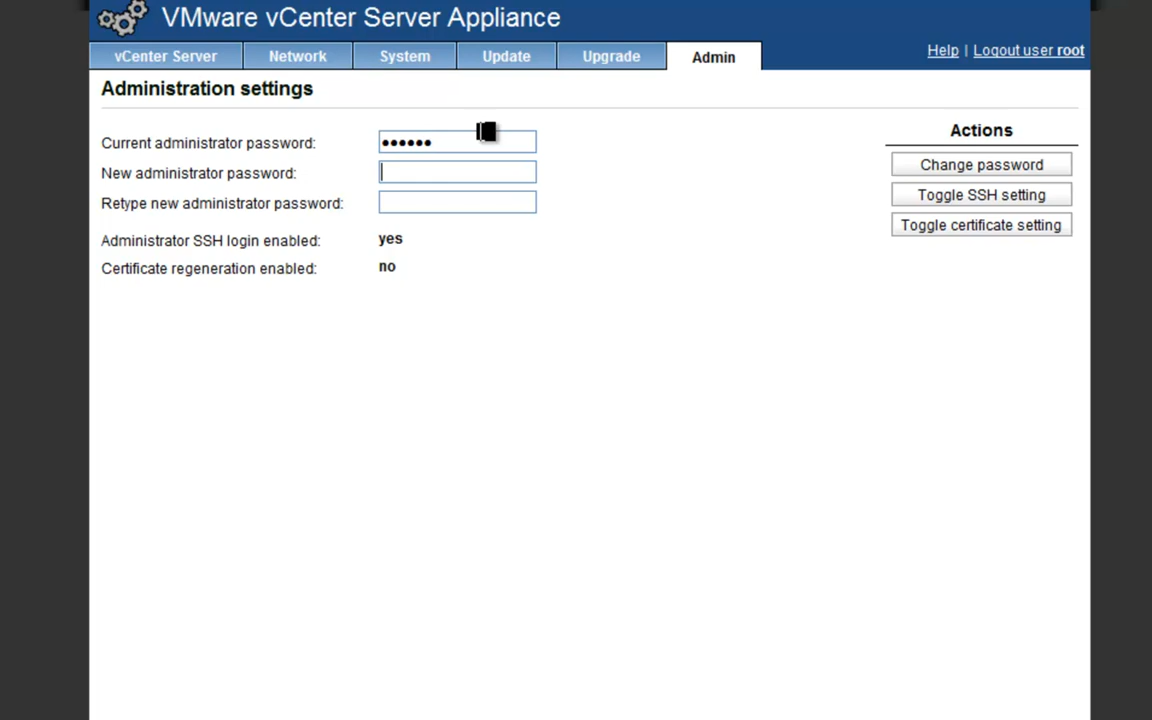 VMware vCenter Server Appliance
vCenter Server Network System Update Upgrade Admin Help | Logout user root
Administration settings
Current administrator password: ●●●●●●
New administrator password:
Retype new administrator password:
Administrator SSH login enabled: yes
Certificate regeneration enabled: no
Actions
Change password
Toggle SSH setting
Toggle certificate setting